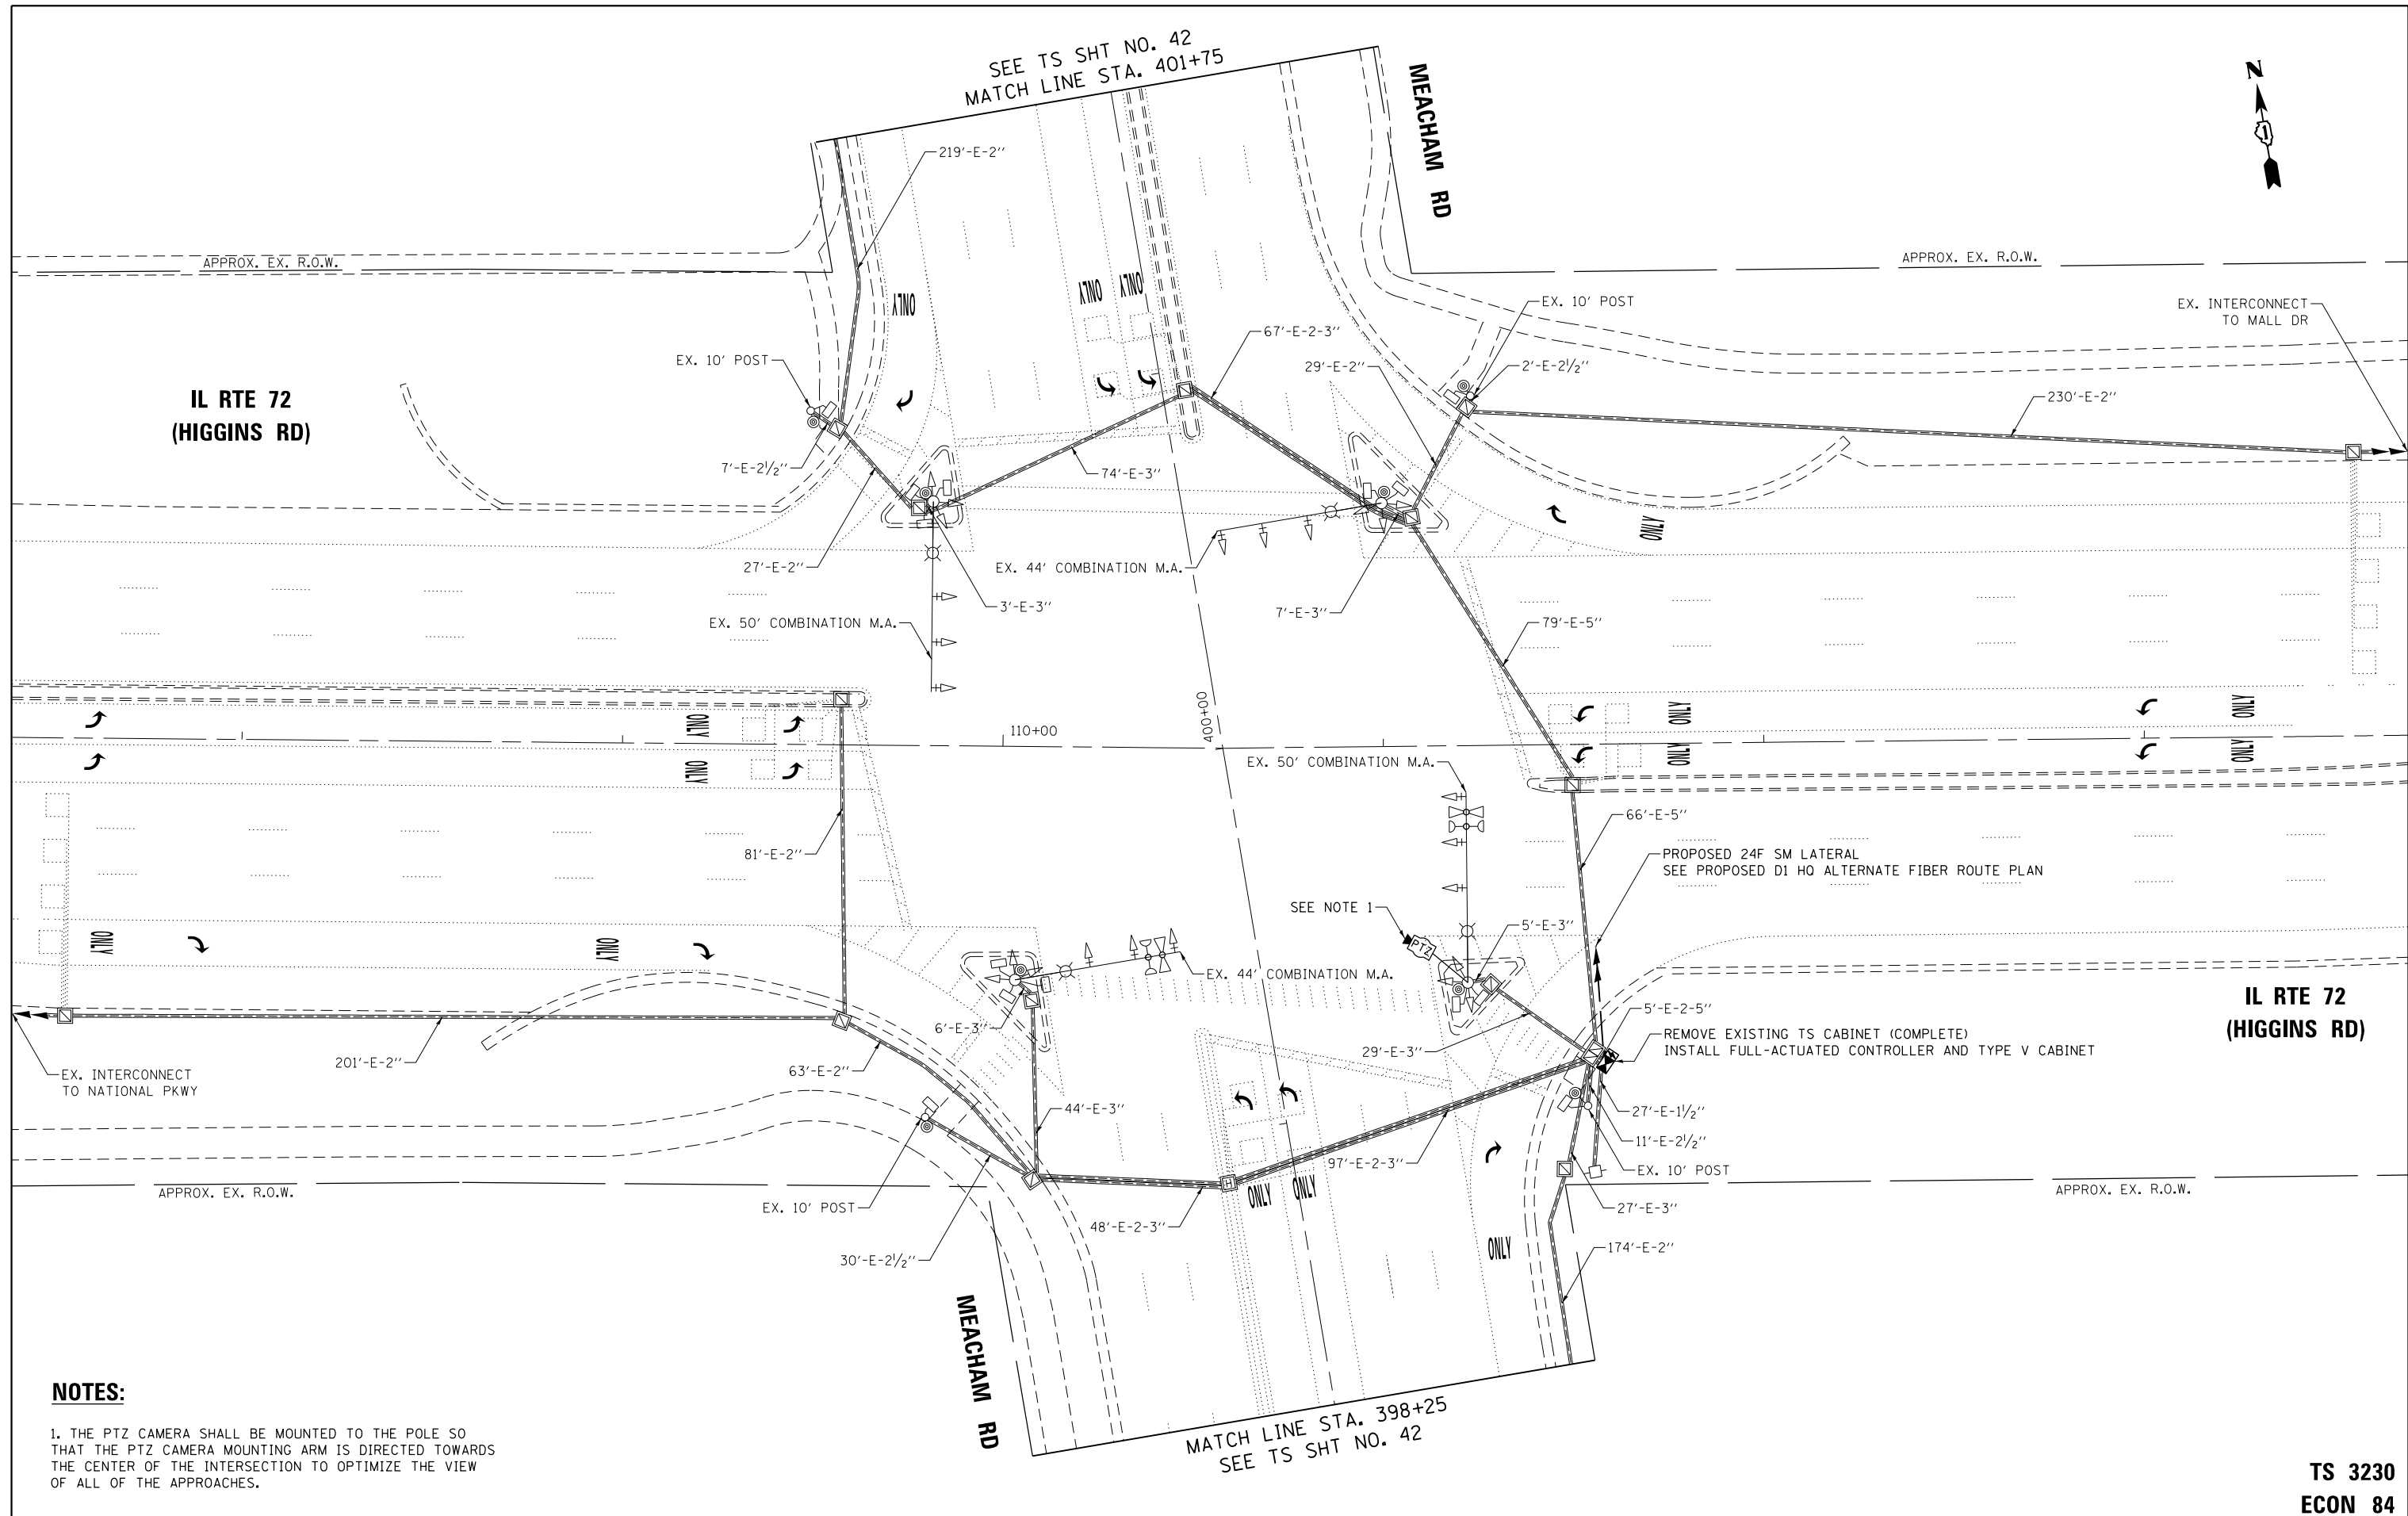 SEE TS SHT NO. 42
MATCH LINE STA. 401+75
MEACHAM RD
N
1
219'-E-2''
APPROX. EX. R.O.W.
APPROX. EX. R.O.W.
ONLY
ONLY
ONLY
EX. 10' POST
EX. INTERCONNECT
TO MALL DR
67'-E-2-3''
EX. 10' POST
29'-E-2''
2'-E-2½''
IL RTE 72
(HIGGINS RD)
230'-E-2''
7'-E-2½''
74'-E-3''
ONLY
27'-E-2''
EX. 44' COMBINATION M.A.
3'-E-3''
7'-E-3''
EX. 50' COMBINATION M.A.
79'-E-5''
ONLY
ONLY
ONLY
110+00
400+00
ONLY
ONLY
ONLY
EX. 50' COMBINATION M.A.
66'-E-5''
81'-E-2''
PROPOSED 24F SM LATERAL
SEE PROPOSED D1 HQ ALTERNATE FIBER ROUTE PLAN
SEE NOTE 1
5'-E-3''
PTZ
ONLY
ONLY
EX. 44' COMBINATION M.A.
IL RTE 72
(HIGGINS RD)
5'-E-2-5''
6'-E-3''
REMOVE EXISTING TS CABINET (COMPLETE)
INSTALL FULL-ACTUATED CONTROLLER AND TYPE V CABINET
29'-E-3''
201'-E-2''
63'-E-2''
EX. INTERCONNECT
TO NATIONAL PKWY
44'-E-3''
27'-E-1½''
11'-E-2½''
97'-E-2-3''
EX. 10' POST
H
ONLY
ONLY
APPROX. EX. R.O.W.
APPROX. EX. R.O.W.
EX. 10' POST
27'-E-3''
48'-E-2-3''
174'-E-2''
ONLY
30'-E-2½''
MEACHAM RD
MATCH LINE STA. 398+25
SEE TS SHT NO. 42
NOTES:
1. THE PTZ CAMERA SHALL BE MOUNTED TO THE POLE SO
THAT THE PTZ CAMERA MOUNTING ARM IS DIRECTED TOWARDS
THE CENTER OF THE INTERSECTION TO OPTIMIZE THE VIEW
OF ALL OF THE APPROACHES.
TS 3230
ECON 84